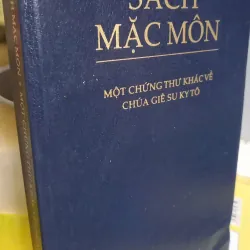 SÁCH
MẶC MÔN
MỘT CHỨNG THƯ KHÁC VỀ
CHÚA GIÊ SU KY TÔ